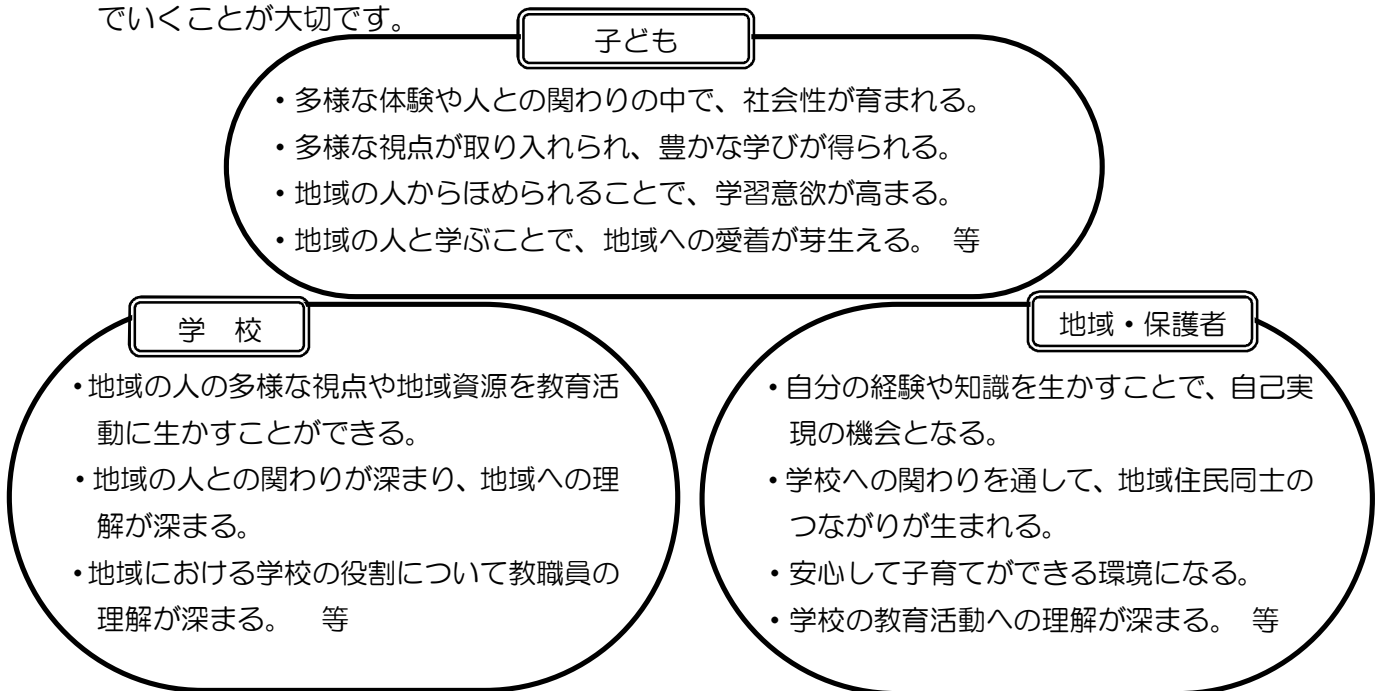 でいくことが大切です。
子ども
・多様な体験や人との関わりの中で、社会性が育まれる。
・多様な視点が取り入れられ、豊かな学びが得られる。
・地域の人からほめられることで、学習意欲が高まる。
・地域の人と学ぶことで、地域への愛着が芽生える。　等
学　校
・地域の人の多様な視点や地域資源を教育活
動に生かすことができる。
・地域の人との関わりが深まり、地域への理
解が深まる。
・地域における学校の役割について教職員の
理解が深まる。　等
地域・保護者
・自分の経験や知識を生かすことで、自己実
現の機会となる。
・学校への関わりを通して、地域住民同士の
つながりが生まれる。
・安心して子育てができる環境になる。
・学校の教育活動への理解が深まる。　等